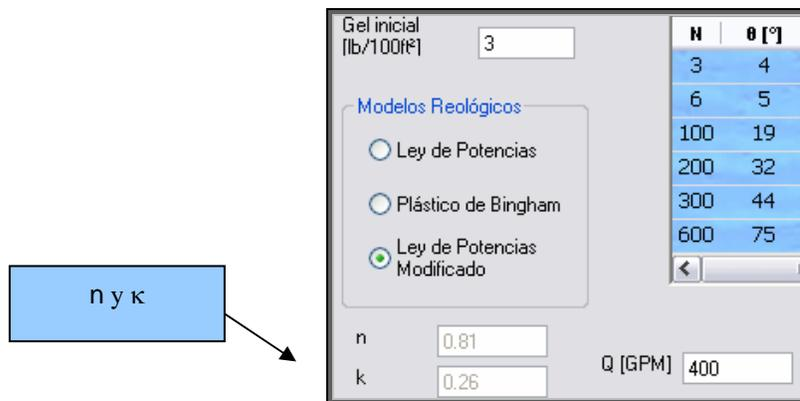 Gel inicial
[lb/100ft²]
3
N θ [°]
3 4
6 5
100 19
200 32
300 44
600 75
Modelos Reológicos
Ley de Potencias
Plástico de Bingham
Ley de Potencias
Modificado
n y κ
n 0.81
k 0.26
Q [GPM] 400